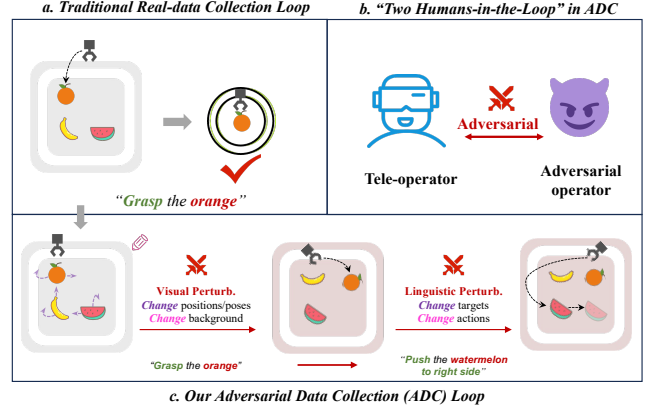 a. Traditional Real-data Collection Loop
b. “Two Humans-in-the-Loop” in ADC
“Grasp the orange”
Adversarial
Tele-operator
Adversarial
operator
Visual Perturb.
Change positions/poses
Change background
“Grasp the orange”
Linguistic Perturb.
Change targets
Change actions
“Push the watermelon
to right side”
c. Our Adversarial Data Collection (ADC) Loop